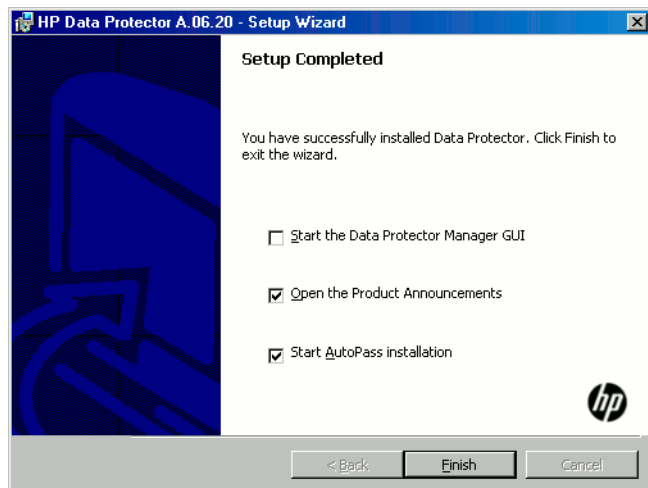 HP Data Protector A.06.20 - Setup Wizard
Setup Completed
You have successfully installed Data Protector. Click Finish to
exit the wizard.
Start the Data Protector Manager GUI
Open the Product Announcements
Start AutoPass installation
hp
< Back
Finish
Cancel